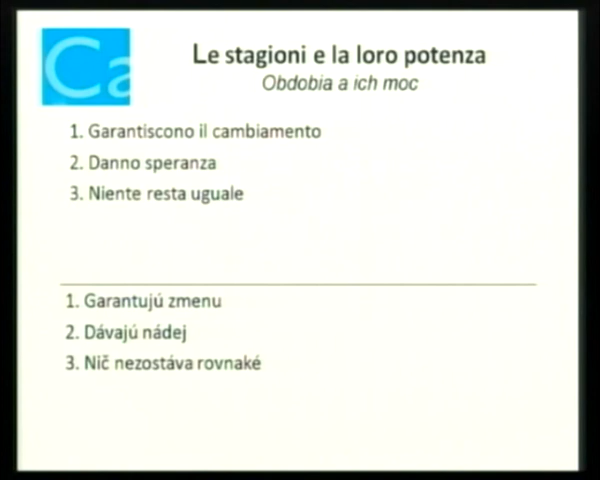 Ca
Le stagioni e la loro potenza
Obdobia a ich moc
1. Garantiscono il cambiamento
2. Danno speranza
3. Niente resta uguale
1. Garantujú zmenu
2. Dávajú nádej
3. Nič nezostáva rovnaké